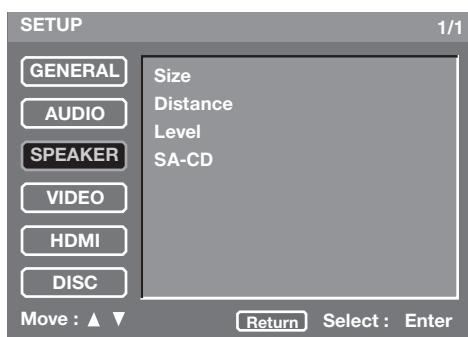 SETUP 1/1
GENERAL
AUDIO
SPEAKER
VIDEO
HDMI
DISC
Size
Distance
Level
SA-CD
Move : ▲ ▼ Return Select : Enter